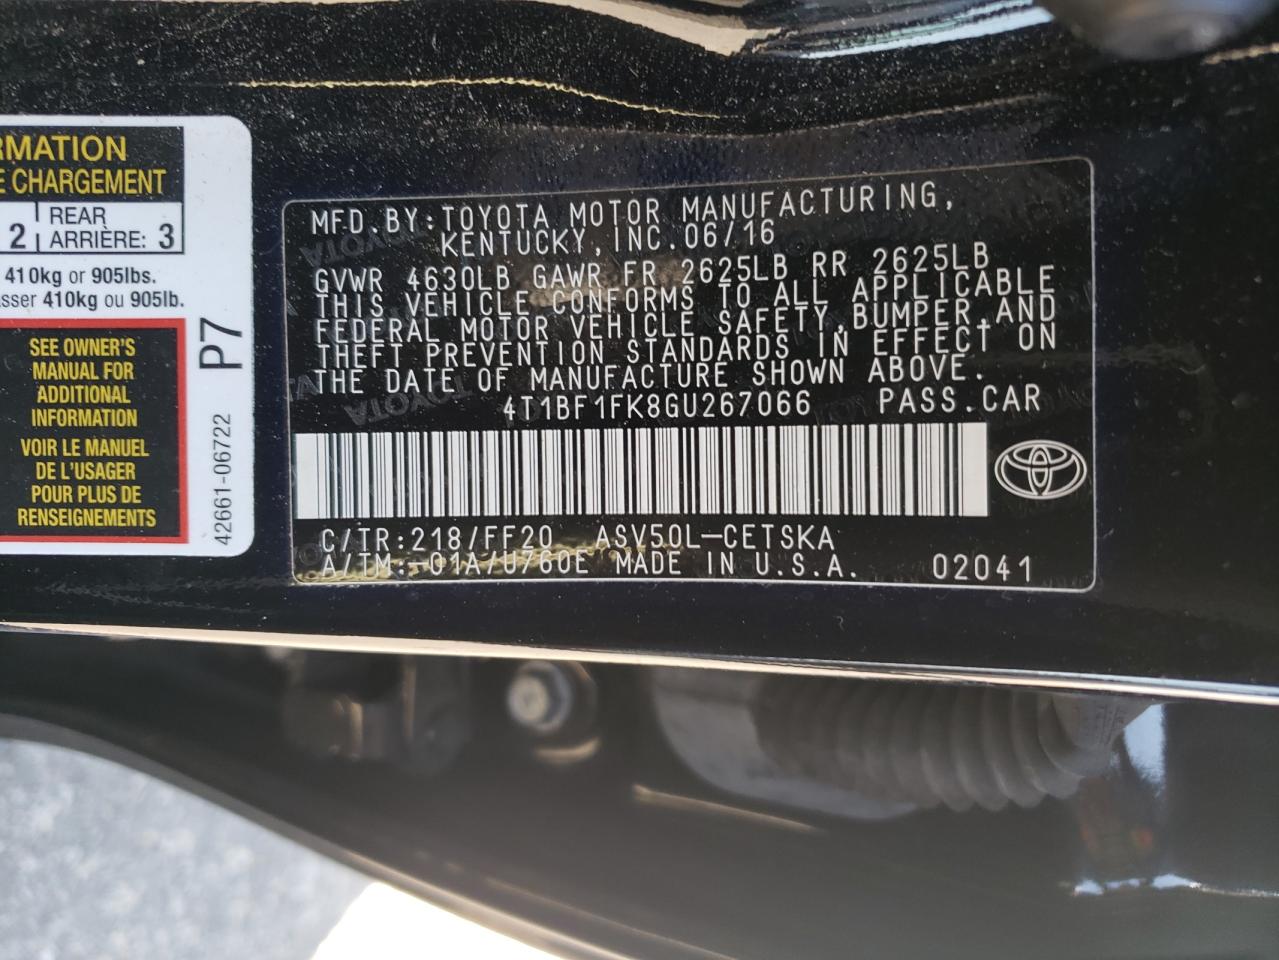 RMATION
E CHARGEMENT
2 REAR ARRIÈRE: 3
410kg or 905lbs.
asser 410kg ou 905lb.
SEE OWNER'S
MANUAL FOR
ADDITIONAL
INFORMATION
VOIR LE MANUEL
DE L'USAGER
POUR PLUS DE
RENSEIGNEMENTS
P7
42661-06722
MFD.BY:TOYOTA MOTOR MANUFACTURING,
KENTUCKY,INC.06/16
GVWR 4630LB GAWR FR 2625LB RR 2625LB
THIS VEHICLE CONFORMS TO ALL APPLICABLE
FEDERAL MOTOR VEHICLE SAFETY,BUMPER,AND
THEFT PREVENTION STANDARDS IN EFFECT ON
THE DATE OF MANUFACTURE SHOWN ABOVE.
4T1BF1FK8GU267066 PASS.CAR
C/TR:218/FF20 ASV50L-CETSKA
A/TM:-01A/U760E MADE IN U.S.A. 02041